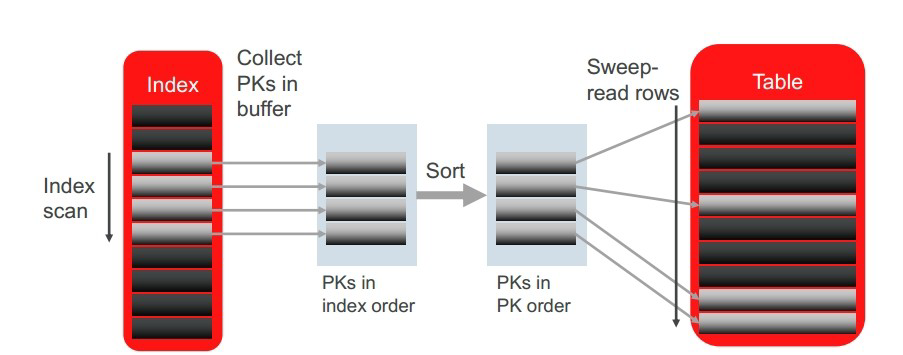 Index
Collect
PKs in
buffer
Index
scan
PKs in
index order
Sort
PKs in
PK order
Sweep-
read rows
Table